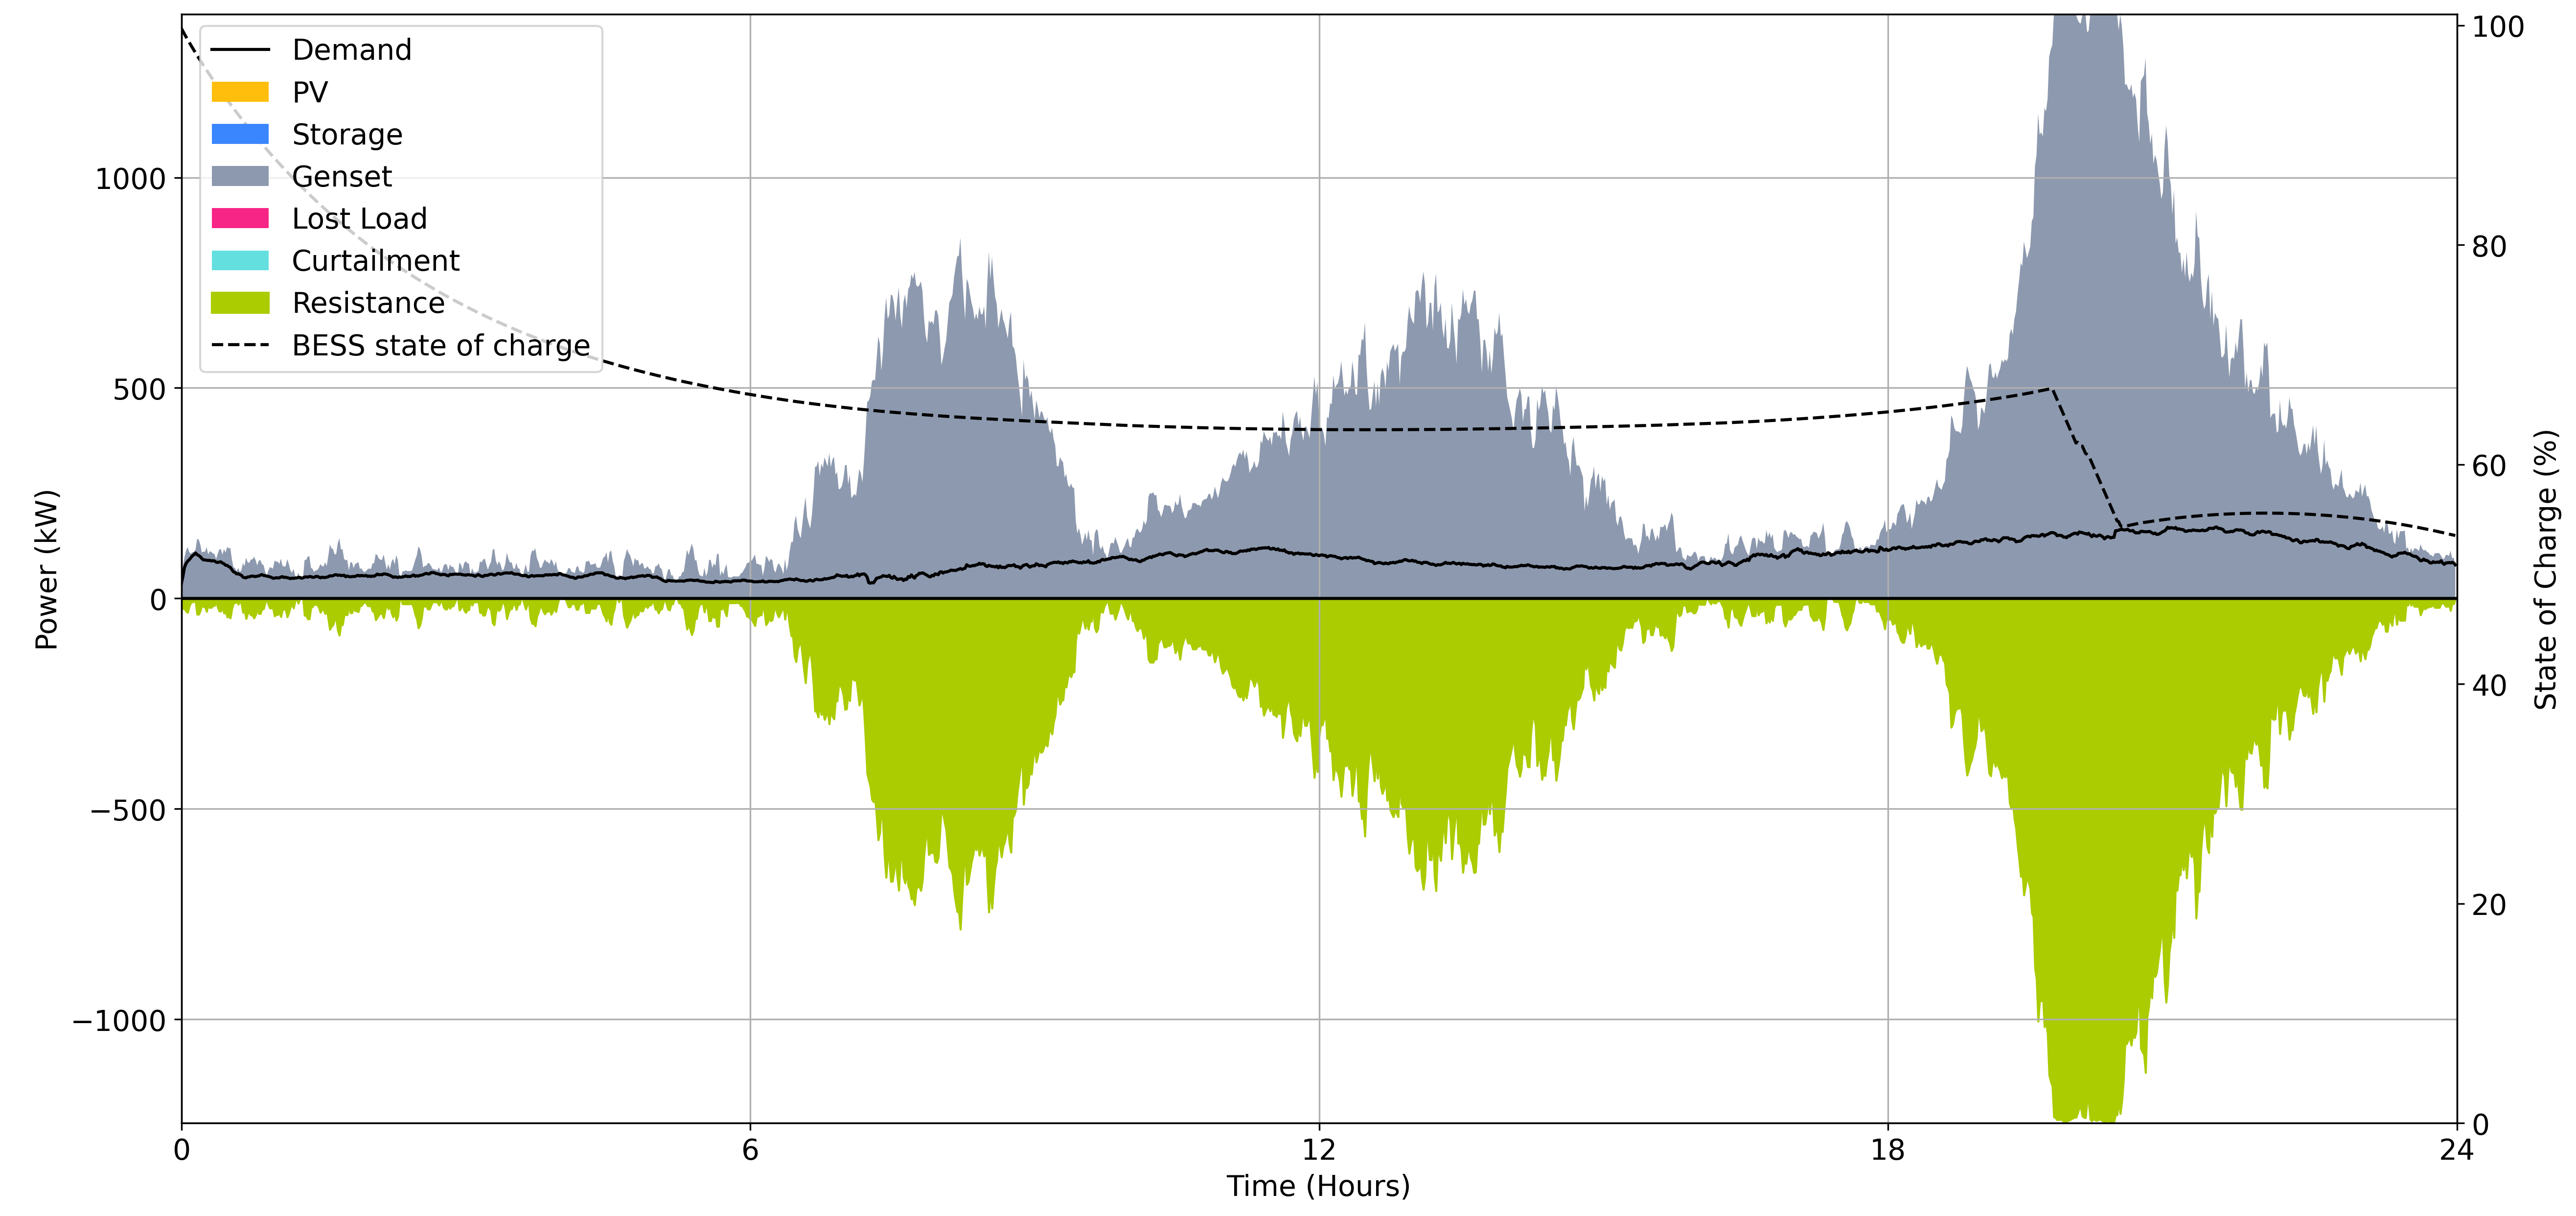 Demand
PV
Storage
Genset
Lost Load
Curtailment
Resistance
BESS state of charge
1000
500
0
−500
−1000
Power (kW)
100
80
60
40
20
0
State of Charge (%)
0 6 12 18 24
Time (Hours)